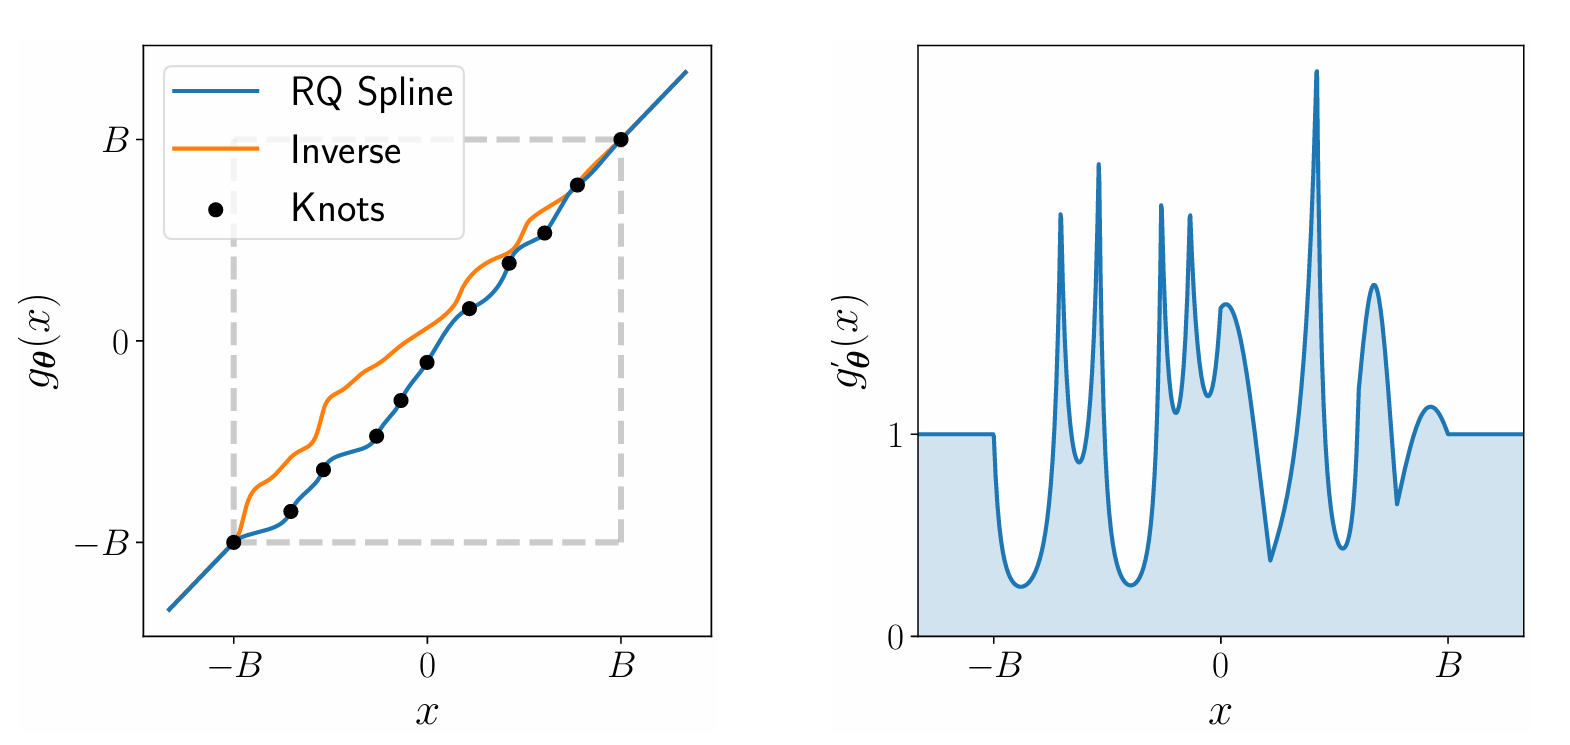 RQ Spline
Inverse
Knots
B
0
−B
g_θ(x)
−B
0
B
x
1
0
g′_θ(x)
−B
0
B
x